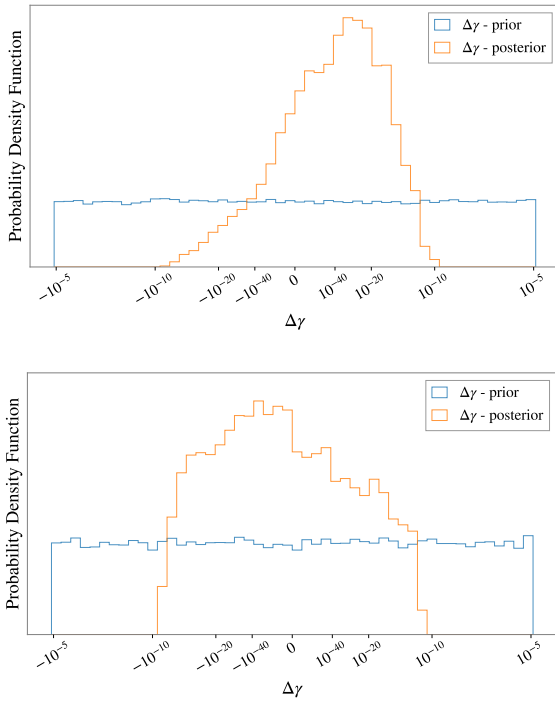 Probability Density Function
Δγ - prior
Δγ - posterior
−10⁻⁵
−10⁻¹⁰
−10⁻²⁰
−10⁻⁴⁰
0
10⁻⁴⁰
10⁻²⁰
10⁻¹⁰
10⁻⁵
Δγ
Probability Density Function
Δγ - prior
Δγ - posterior
−10⁻⁵
−10⁻¹⁰
−10⁻²⁰
−10⁻⁴⁰
0
10⁻⁴⁰
10⁻²⁰
10⁻¹⁰
10⁻⁵
Δγ